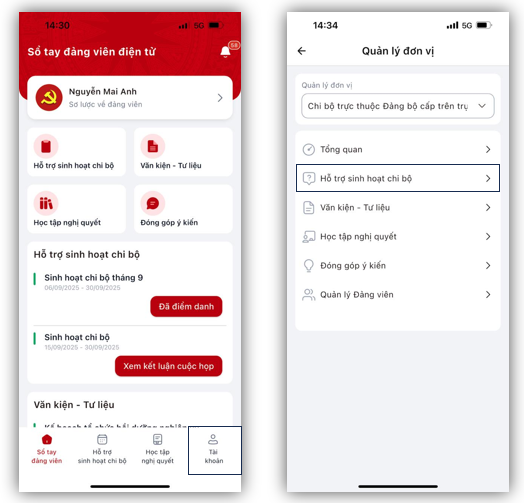 14:30
5G
Sổ tay đảng viên điện tử
58
Nguyễn Mai Anh
Sơ lược về đảng viên
Hỗ trợ sinh hoạt chi bộ
Văn kiện - Tư liệu
Học tập nghị quyết
Đóng góp ý kiến
Hỗ trợ sinh hoạt chi bộ
Sinh hoạt chi bộ tháng 9
06/09/2025 - 30/09/2025
Đã điểm danh
Sinh hoạt chi bộ
15/09/2025 - 30/09/2025
Xem kết luận cuộc họp
Văn kiện - Tư liệu
Sổ tay
đảng viên
Hỗ trợ
sinh hoạt chi bộ
Học tập
nghị quyết
Tài
khoản
14:34
5G
Quản lý đơn vị
Quản lý đơn vị
Chi bộ trực thuộc Đảng bộ cấp trên trự
Tổng quan
Hỗ trợ sinh hoạt chi bộ
Văn kiện - Tư liệu
Học tập nghị quyết
Đóng góp ý kiến
Quản lý Đảng viên